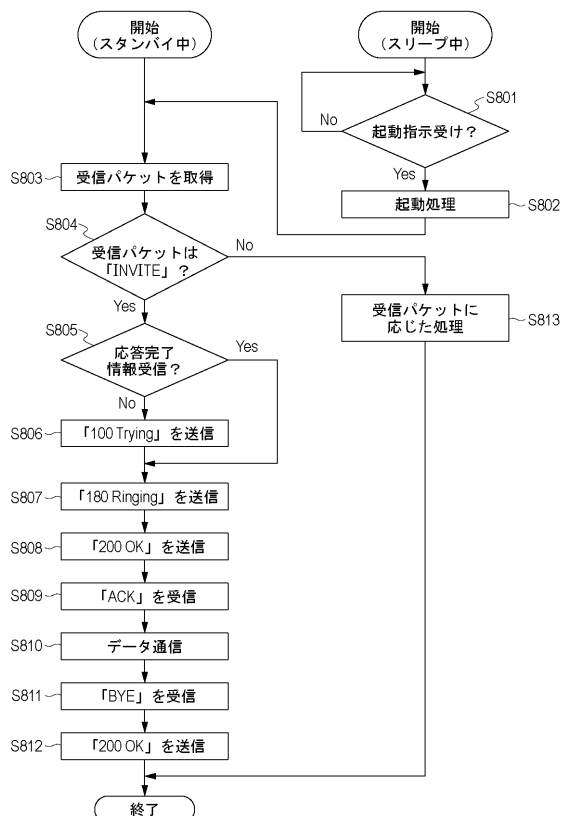 開始
(スタンバイ中)
開始
(スリープ中)
S801
No
起動指示受け?
Yes
S803
受信パケットを取得
起動処理
S802
S804
受信パケットは
「INVITE」?
No
Yes
受信パケットに
応じた処理
S813
S805
応答完了
情報受信?
Yes
No
S806
「100 Trying」を送信
S807
「180 Ringing」を送信
S808
「200 OK」を送信
S809
「ACK」を受信
S810
データ通信
S811
「BYE」を受信
S812
「200 OK」を送信
終了